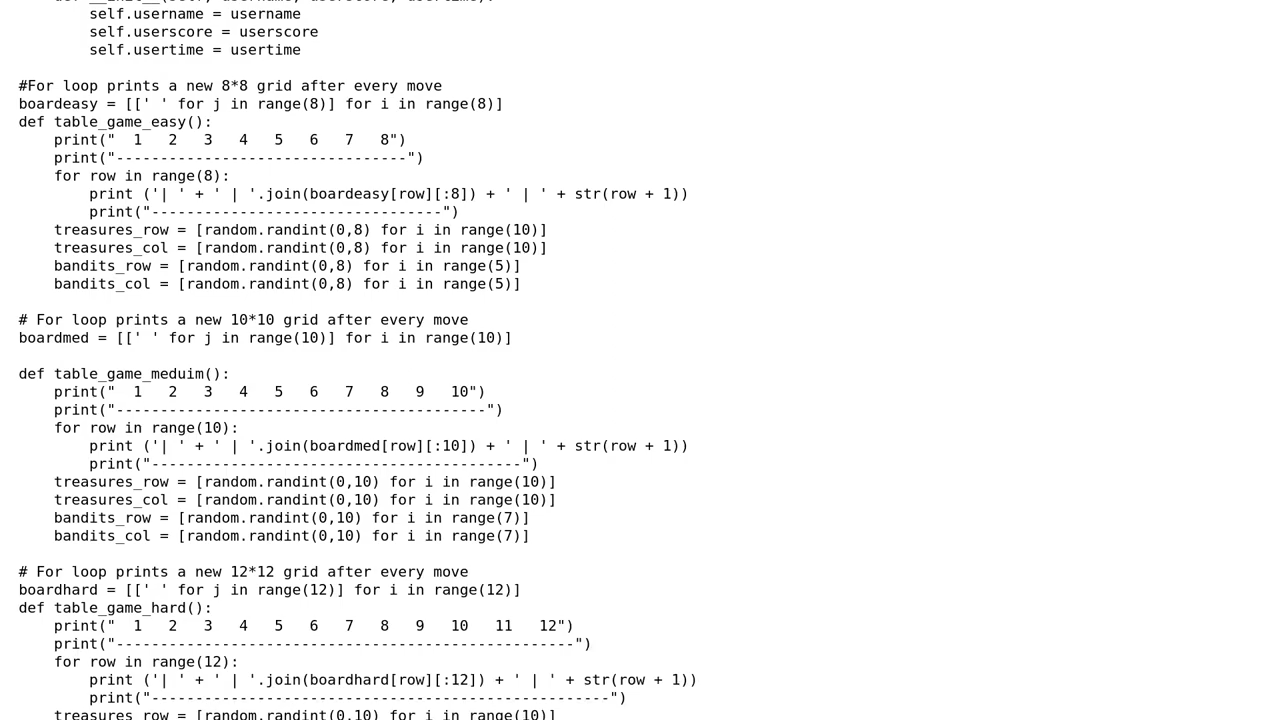 self.username = username
        self.userscore = userscore
        self.usertime = usertime

#For loop prints a new 8*8 grid after every move
boardeasy = [[' ' for j in range(8)] for i in range(8)]
def table_game_easy():
    print("  1   2   3   4   5   6   7   8")
    print("---------------------------------")
    for row in range(8):
        print ('| ' + ' | '.join(boardeasy[row][:8]) + ' | ' + str(row + 1))
        print("---------------------------------")
    treasures_row = [random.randint(0,8) for i in range(10)]
    treasures_col = [random.randint(0,8) for i in range(10)]
    bandits_row = [random.randint(0,8) for i in range(5)]
    bandits_col = [random.randint(0,8) for i in range(5)]

# For loop prints a new 10*10 grid after every move
boardmed = [[' ' for j in range(10)] for i in range(10)]

def table_game_meduim():
    print("  1   2   3   4   5   6   7   8   9   10")
    print("------------------------------------------")
    for row in range(10):
        print ('| ' + ' | '.join(boardmed[row][:10]) + ' | ' + str(row + 1))
        print("------------------------------------------")
    treasures_row = [random.randint(0,10) for i in range(10)]
    treasures_col = [random.randint(0,10) for i in range(10)]
    bandits_row = [random.randint(0,10) for i in range(7)]
    bandits_col = [random.randint(0,10) for i in range(7)]

# For loop prints a new 12*12 grid after every move
boardhard = [[' ' for j in range(12)] for i in range(12)]
def table_game_hard():
    print("  1   2   3   4   5   6   7   8   9   10   11   12")
    print("----------------------------------------------------")
    for row in range(12):
        print ('| ' + ' | '.join(boardhard[row][:12]) + ' | ' + str(row + 1))
        print("----------------------------------------------------")
    treasures_row = [random.randint(0,10) for i in range(10)]